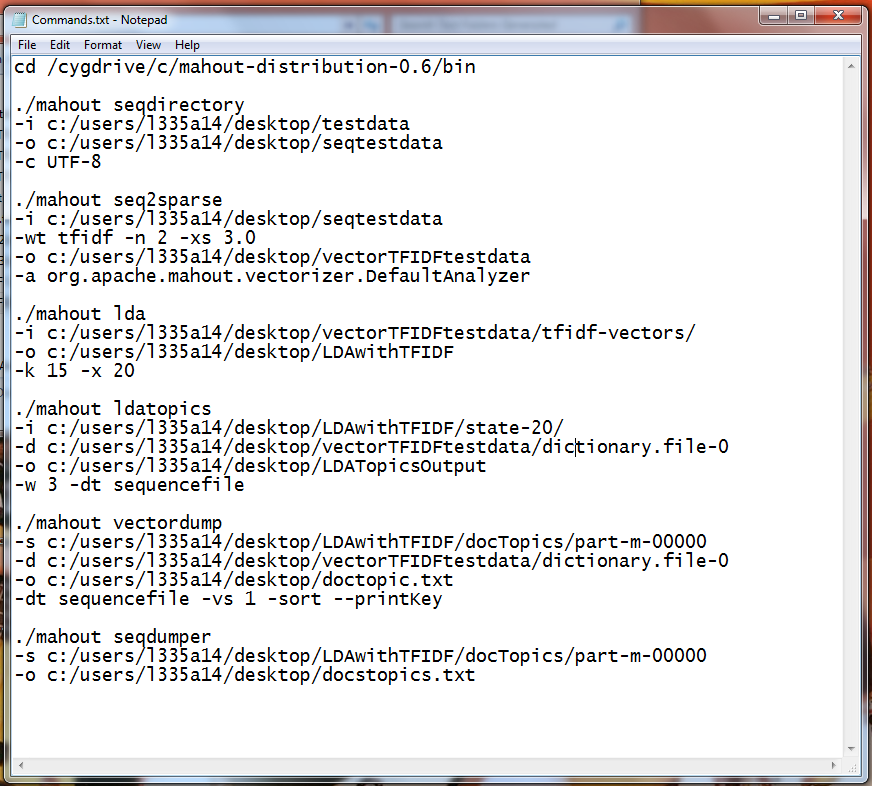 Commands.txt - Notepad
File Edit Format View Help
cd /cygdrive/c/mahout-distribution-0.6/bin
./mahout seqdirectory
-i c:/users/l335a14/desktop/testdata
-o c:/users/l335a14/desktop/seqtestdata
-c UTF-8
./mahout seq2sparse
-i c:/users/l335a14/desktop/seqtestdata
-wt tfidf -n 2 -xs 3.0
-o c:/users/l335a14/desktop/vectorTFIDFtestdata
-a org.apache.mahout.vectorizer.DefaultAnalyzer
./mahout lda
-i c:/users/l335a14/desktop/vectorTFIDFtestdata/tfidf-vectors/
-o c:/users/l335a14/desktop/LDAwithTFIDF
-k 15 -x 20
./mahout ldatopics
-i c:/users/l335a14/desktop/LDAwithTFIDF/state-20/
-d c:/users/l335a14/desktop/vectorTFIDFtestdata/dictionary.file-0
-o c:/users/l335a14/desktop/LDATopicsOutput
-w 3 -dt sequencefile
./mahout vectordump
-s c:/users/l335a14/desktop/LDAwithTFIDF/docTopics/part-m-00000
-d c:/users/l335a14/desktop/vectorTFIDFtestdata/dictionary.file-0
-o c:/users/l335a14/desktop/doctopic.txt
-dt sequencefile -vs 1 -sort --printKey
./mahout seqdumper
-s c:/users/l335a14/desktop/LDAwithTFIDF/docTopics/part-m-00000
-o c:/users/l335a14/desktop/docstopics.txt